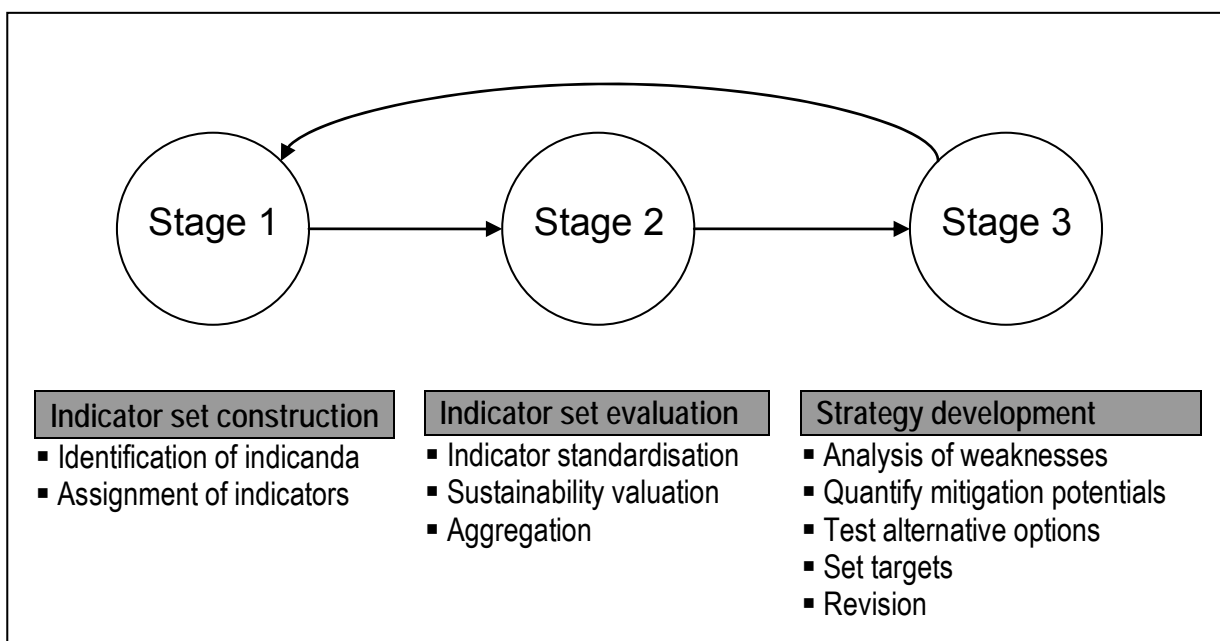 Stage 1
Stage 2
Stage 3
Indicator set construction
▪ Identification of indicanda
▪ Assignment of indicators
Indicator set evaluation
▪ Indicator standardisation
▪ Sustainability valuation
▪ Aggregation
Strategy development
▪ Analysis of weaknesses
▪ Quantify mitigation potentials
▪ Test alternative options
▪ Set targets
▪ Revision